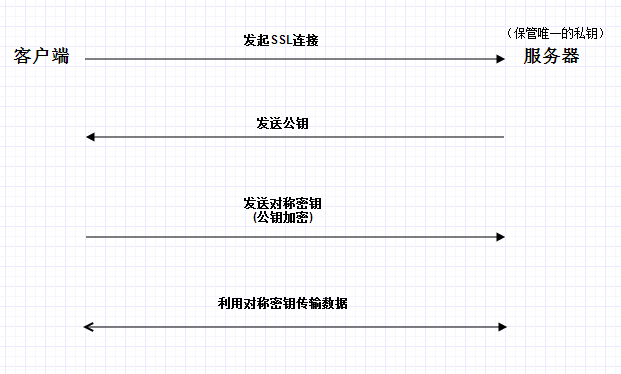 发起SSL连接
(保管唯一的私钥)
客户端
服务器
发送公钥
发送对称密钥
(公钥加密)
利用对称密钥传输数据